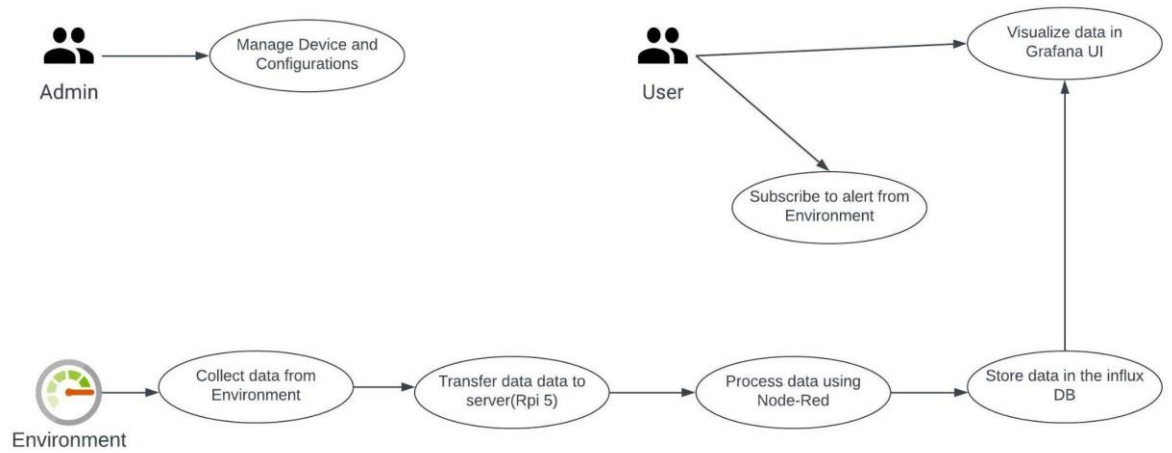 Admin
Manage Device and
Configurations
User
Visualize data in
Grafana UI
Subscribe to alert from
Environment
Environment
Collect data from
Environment
Transfer data data to
server(Rpi 5)
Process data using
Node-Red
Store data in the influx
DB